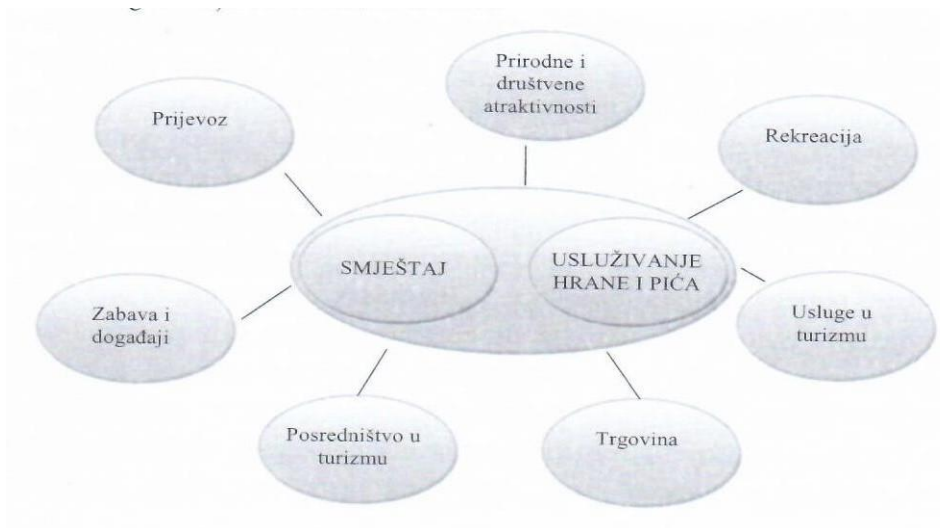 Prirodne i
društvene
atraktivnosti
Prijevoz
Rekreacija
SMJEŠTAJ
USLUŽIVANJE
HRANE I PIĆA
Zabava i
događaji
Usluge u
turizmu
Posredništvo u
turizmu
Trgovina